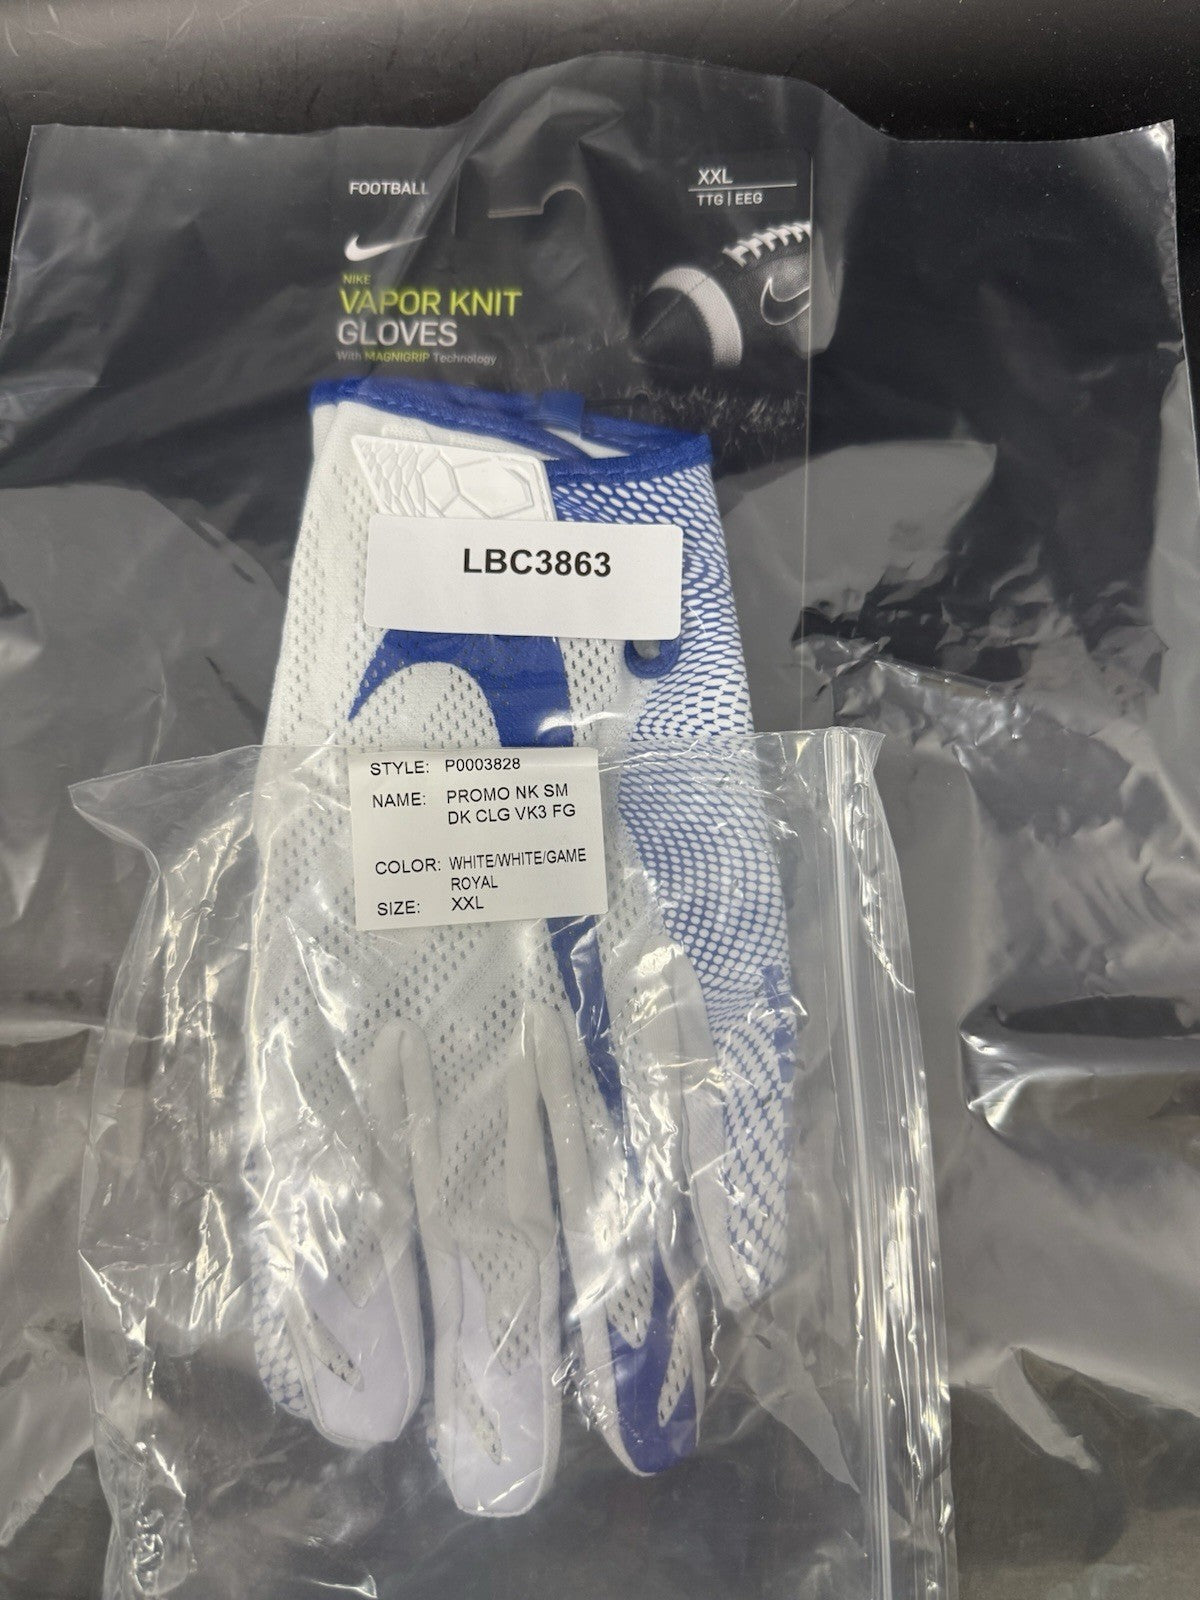 FOOTBALL
XXL
TTG | EEG
NIKE
VAPOR KNIT
GLOVES
With MAGNIGRIP Technology
LBC3863
STYLE: P0003828
NAME: PROMO NK SM
DK CLG VK3 FG
COLOR: WHITE/WHITE/GAME
ROYAL
SIZE: XXL